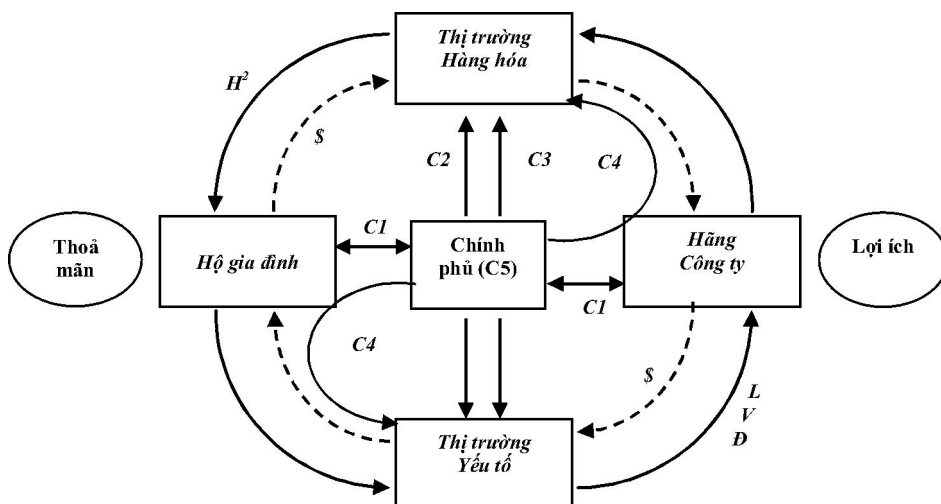 Thị trường
Hàng hóa
H²
$
C2
C3
C4
Thoả
mãn
Hộ gia đình
C1
Chính
phủ (C5)
Hãng
Công ty
Lợi ích
C1
C4
$
L
V
Đ
Thị trường
Yếu tố